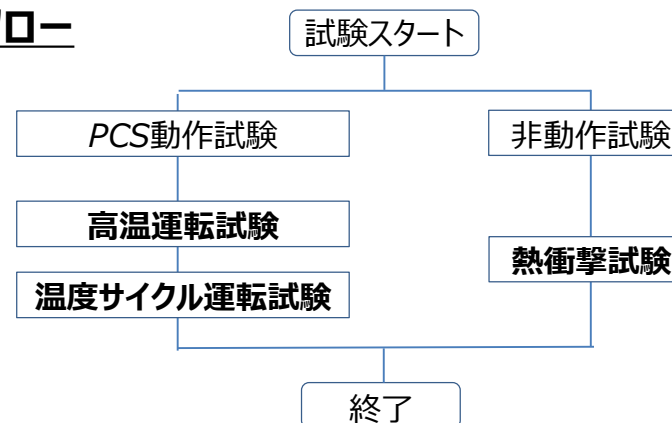 フロー
試験スタート
PCS動作試験
非動作試験
高温運転試験
熱衝撃試験
温度サイクル運転試験
終了